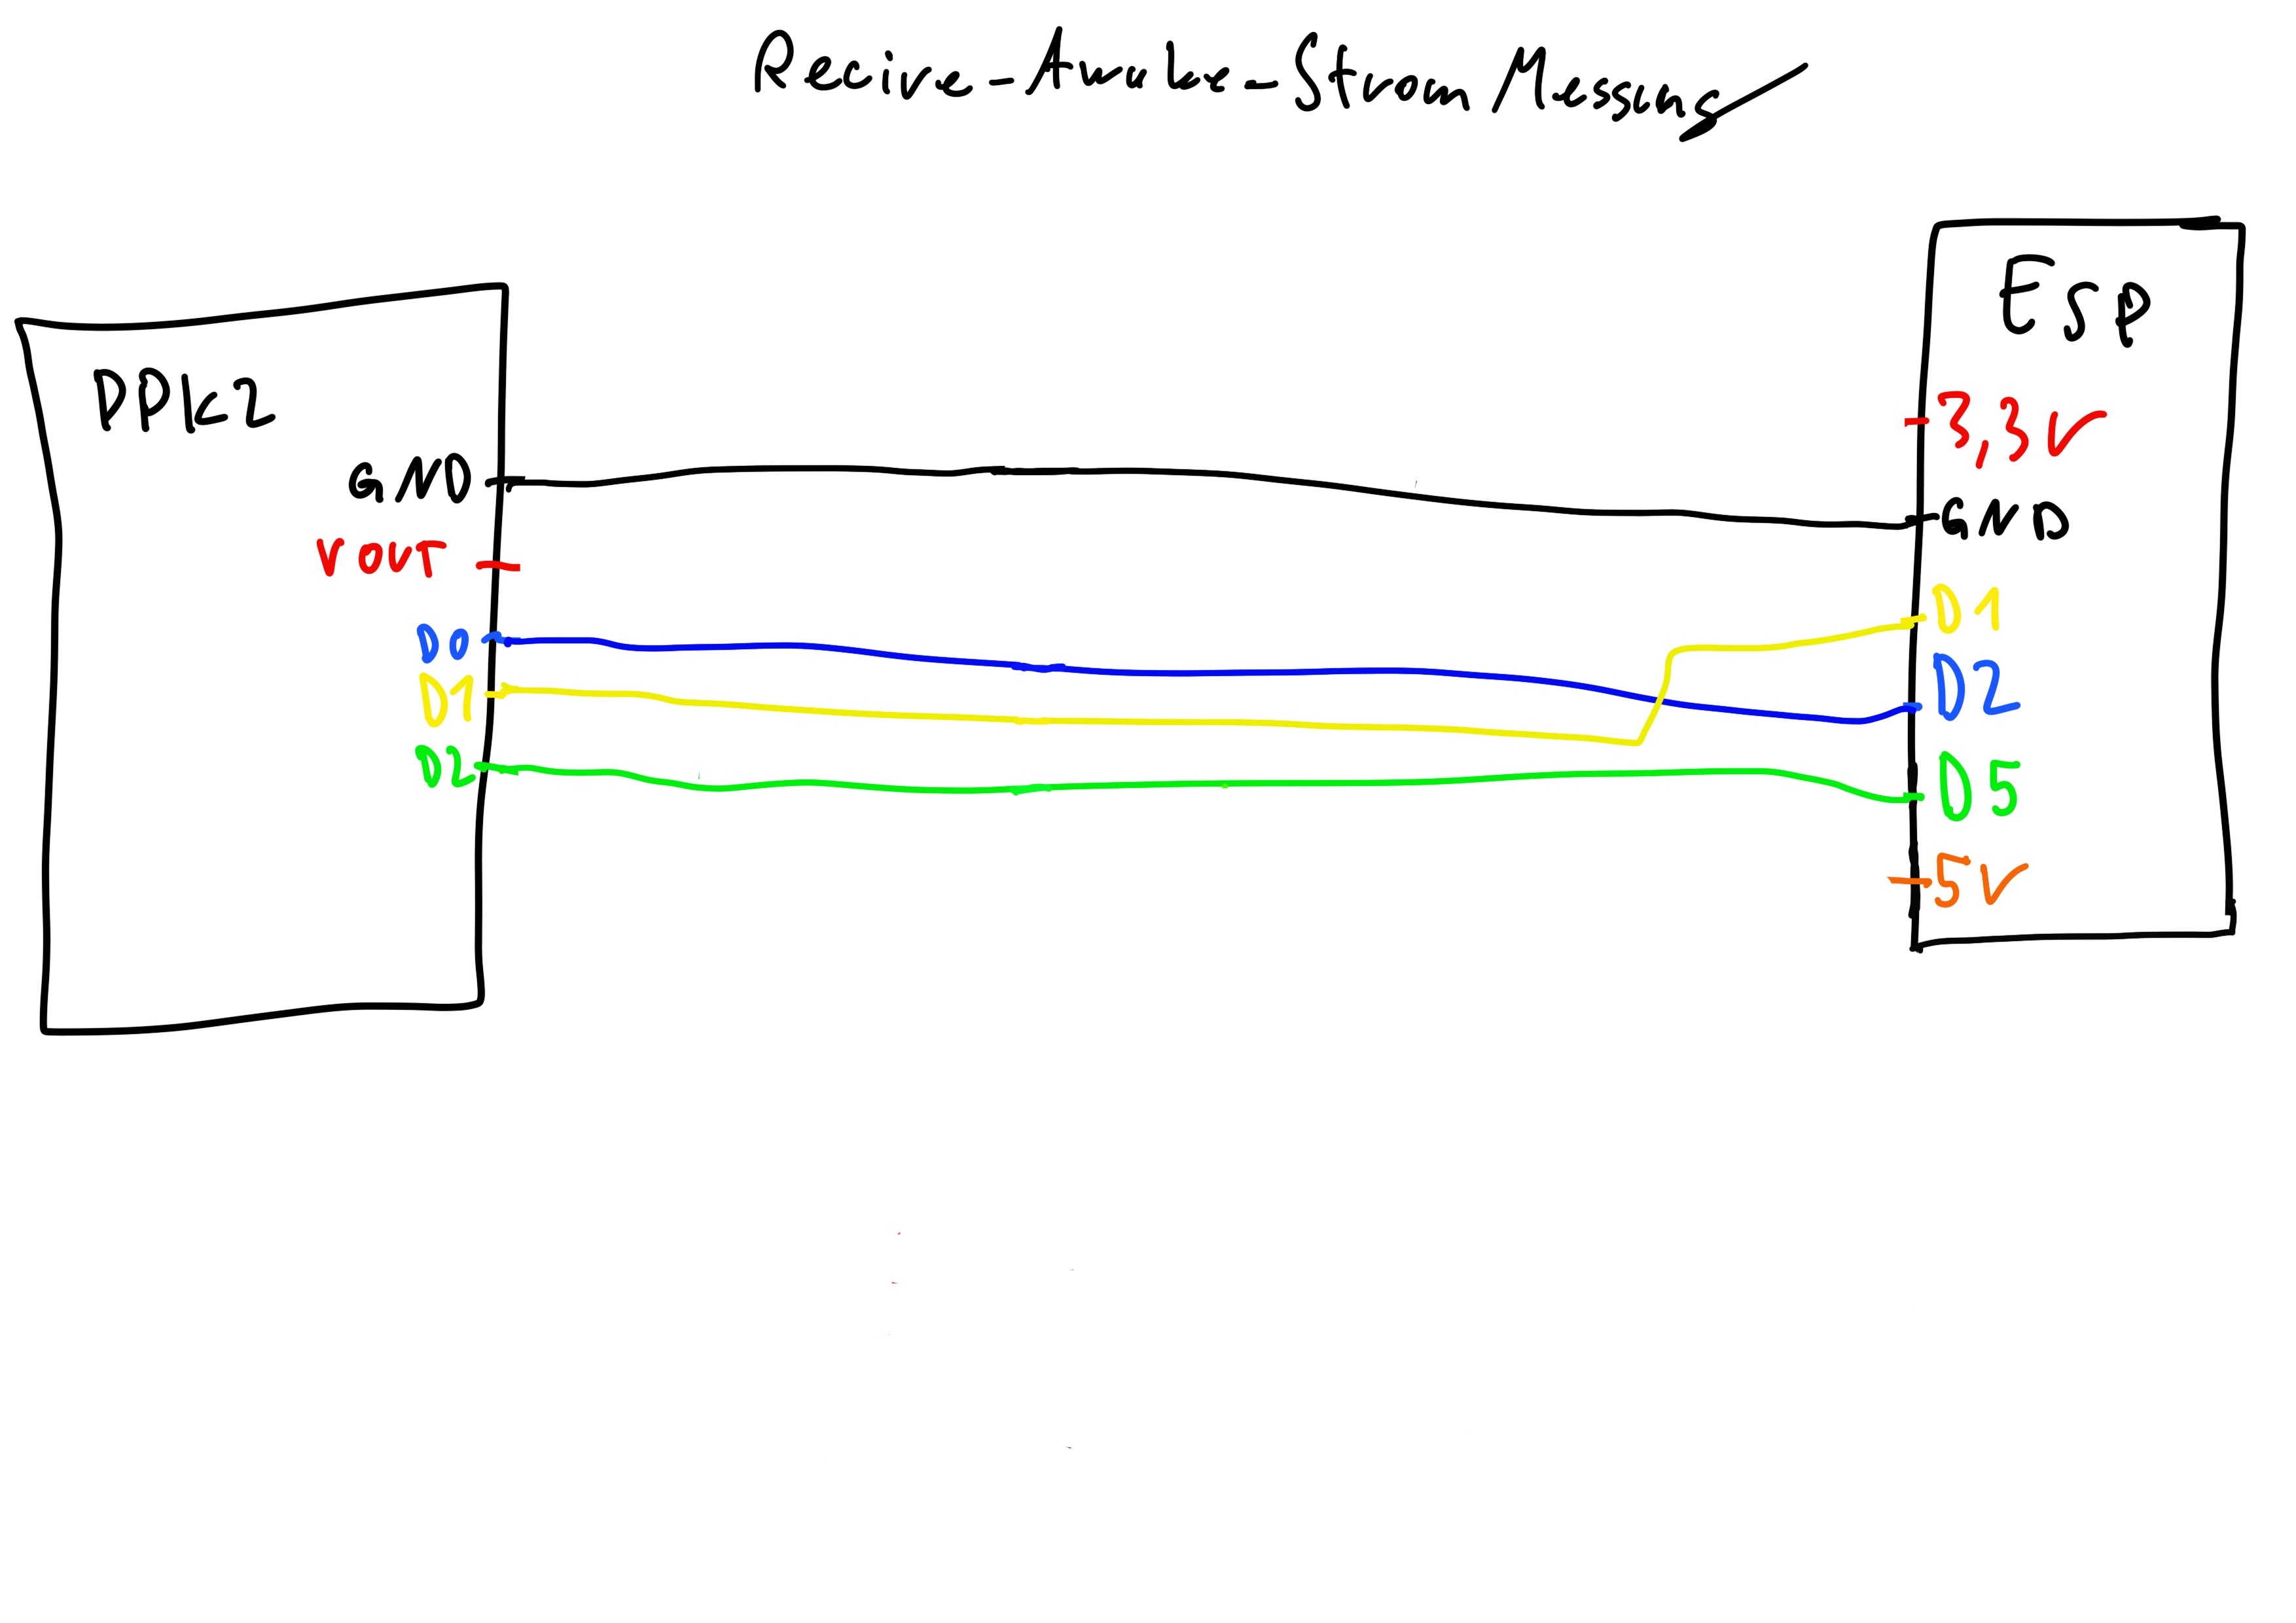 Recive-Awake-Strom Messung
ESP
PPk2
3,3V
GND
GND
VOUT
D0
D1
D1
D2
D2
D5
5V